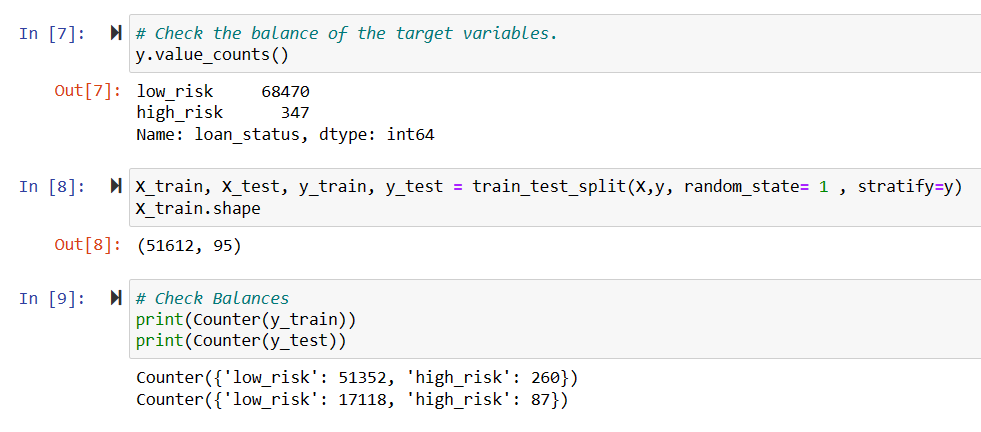 In [7]: # Check the balance of the target variables.
y.value_counts()
Out[7]: low_risk 68470
high_risk 347
Name: loan_status, dtype: int64
In [8]: X_train, X_test, y_train, y_test = train_test_split(X,y, random_state= 1 , stratify=y)
X_train.shape
Out[8]: (51612, 95)
In [9]: # Check Balances
print(Counter(y_train))
print(Counter(y_test))
Counter({'low_risk': 51352, 'high_risk': 260})
Counter({'low_risk': 17118, 'high_risk': 87})